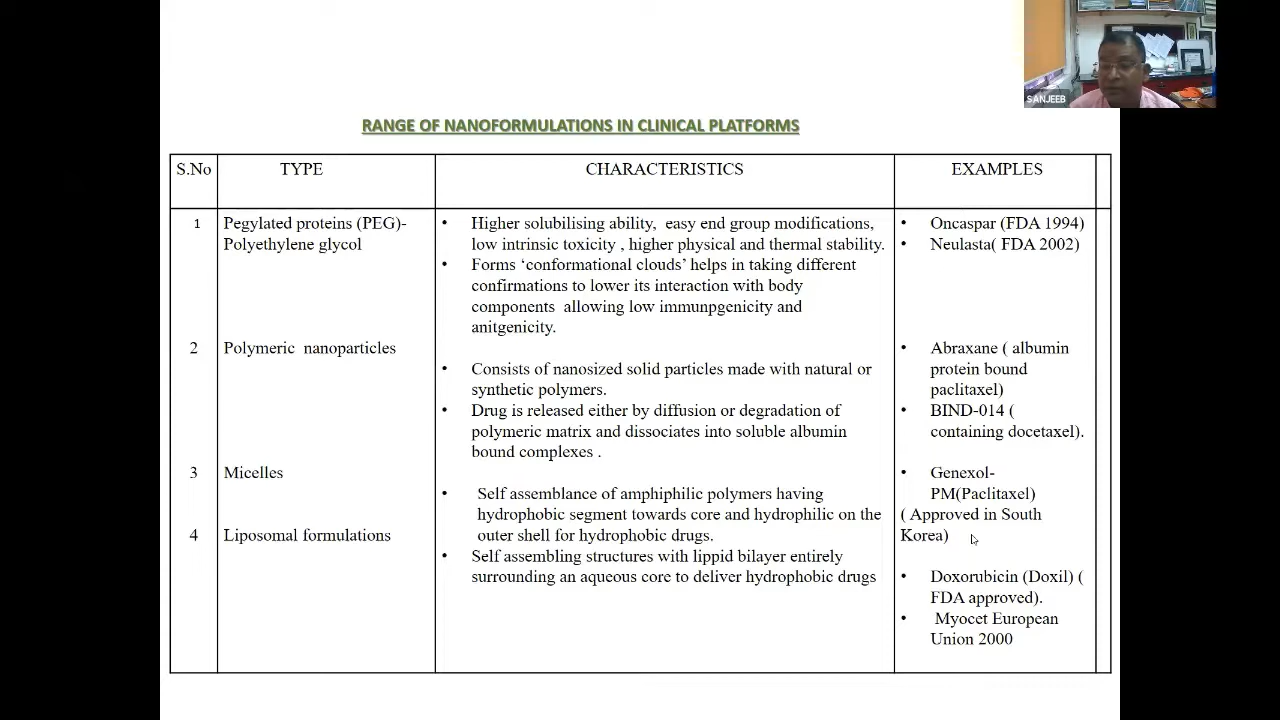 SANJEEB
RANGE OF NANOFORMULATIONS IN CLINICAL PLATFORMS
S.No
TYPE
CHARACTERISTICS
EXAMPLES
1
Pegylated proteins (PEG)-
Polyethylene glycol
• Higher solubilising ability, easy end group modifications,
low intrinsic toxicity , higher physical and thermal stability.
• Forms ‘conformational clouds’ helps in taking different
confirmations to lower its interaction with body
components allowing low immunpgenicity and
anitgenicity.
• Oncaspar (FDA 1994)
• Neulasta( FDA 2002)
2
Polymeric nanoparticles
• Consists of nanosized solid particles made with natural or
synthetic polymers.
• Drug is released either by diffusion or degradation of
polymeric matrix and dissociates into soluble albumin
bound complexes .
• Abraxane ( albumin
protein bound
paclitaxel)
• BIND-014 (
containing docetaxel).
3
Micelles
• Self assemblance of amphiphilic polymers having
hydrophobic segment towards core and hydrophilic on the
outer shell for hydrophobic drugs.
• Genexol-
PM(Paclitaxel)
( Approved in South
Korea)
4
Liposomal formulations
• Self assembling structures with lippid bilayer entirely
surrounding an aqueous core to deliver hydrophobic drugs
• Doxorubicin (Doxil) (
FDA approved).
• Myocet European
Union 2000